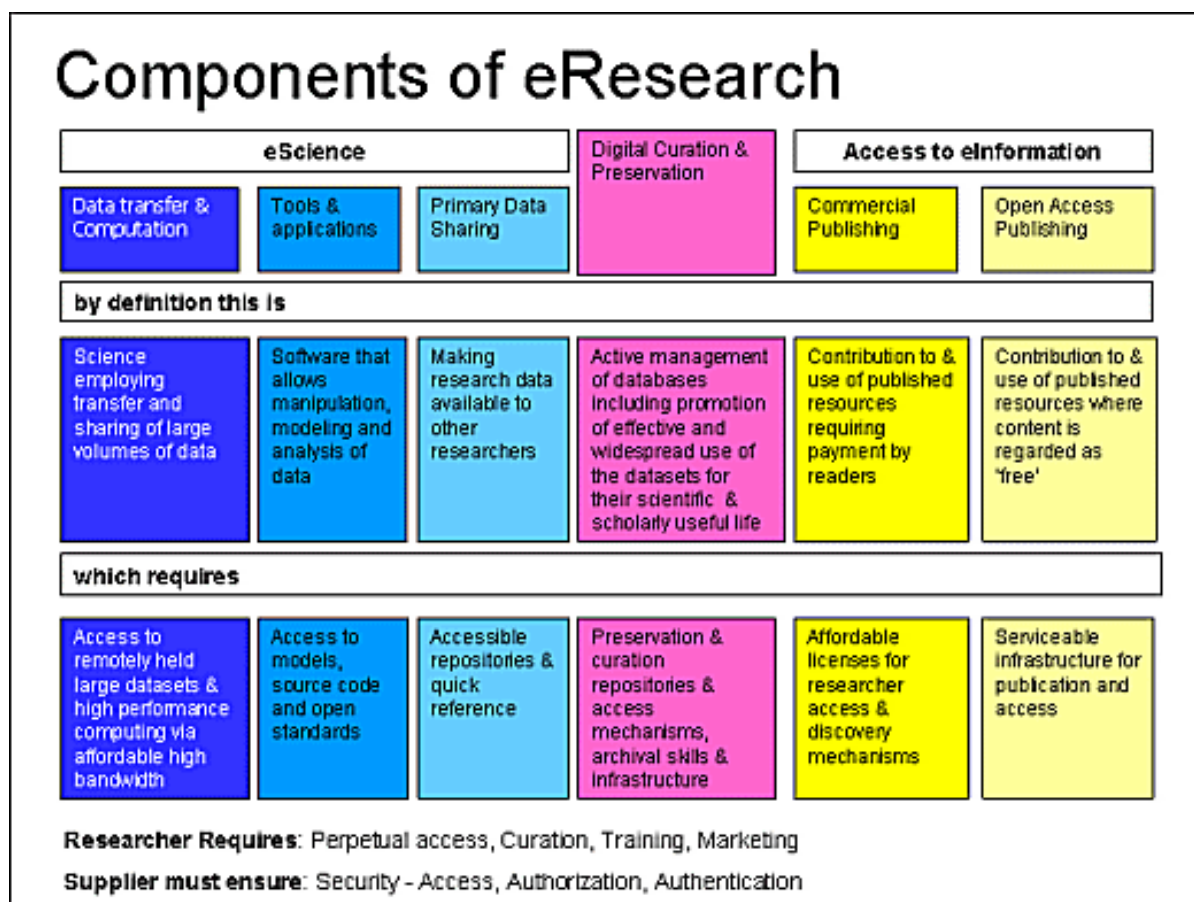 Components of eResearch
eScience
Digital Curation &
Preservation
Access to eInformation
Data transfer &
Computation
Tools &
applications
Primary Data
Sharing
Commercial
Publishing
Open Access
Publishing
by definition this is
Science
employing
transfer and
sharing of large
volumes of data
Software that
allows
manipulation,
modeling and
analysis of
data
Making
research data
available to
other
researchers
Active management
of databases
including promotion
of effective and
widespread use of
the datasets for
their scientific &
scholarly useful life
Contribution to &
use of published
resources
requiring
payment by
readers
Contribution to &
use of published
resources where
content is
regarded as
'free'
which requires
Access to
remotely held
large datasets &
high performance
computing via
affordable high
bandwidth
Access to
models,
source code
and open
standards
Accessible
repositories &
quick
reference
Preservation &
curation
repositories &
access
mechanisms,
archival skills &
infrastructure
Affordable
licenses for
researcher
access &
discovery
mechanisms
Serviceable
infrastructure for
publication and
access
Researcher Requires: Perpetual access, Curation, Training, Marketing
Supplier must ensure: Security - Access, Authorization, Authentication